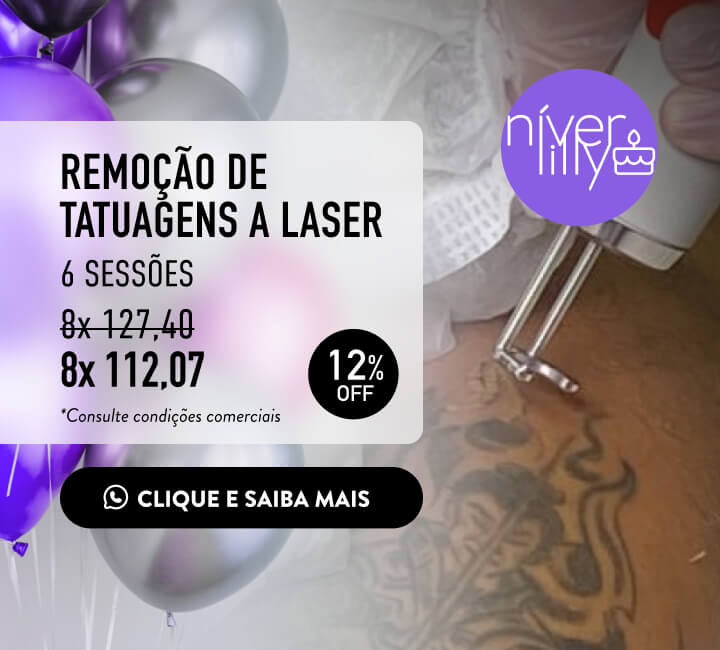 níver
lilly
REMOÇÃO DE
TATUAGENS A LASER
6 SESSÕES
8x 127,40
8x 112,07
12%
OFF
*Consulte condições comerciais
CLIQUE E SAIBA MAIS